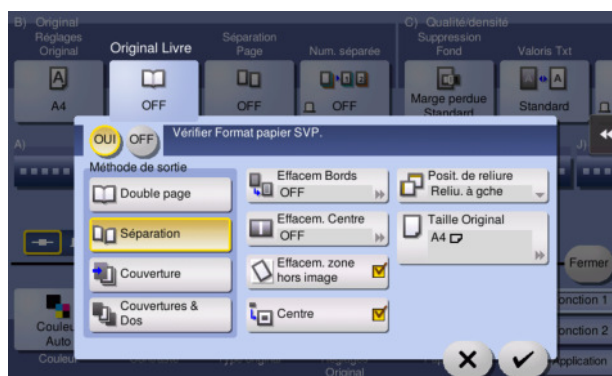 B) Original
C) Qualité/densité
Réglages Original
Original Livre
Séparation Page
Num. séparée
Suppression Fond
Valoris Txt
A4
OFF
OFF
OFF
Marge perdue Standard
Standard
A)
J)
OUI
OFF
Vérifier Format papier SVP.
Méthode de sortie
Double page
Séparation
Couverture
Couvertures & Dos
Effacem Bords
OFF
Effacem. Centre
OFF
Effacem. zone hors image
Centre
Posit. de reliure
Reliu. à gche
Taille Original
A4
Fermer
onction 1
onction 2
pplication
Couleu
Auto
Couleur
Original